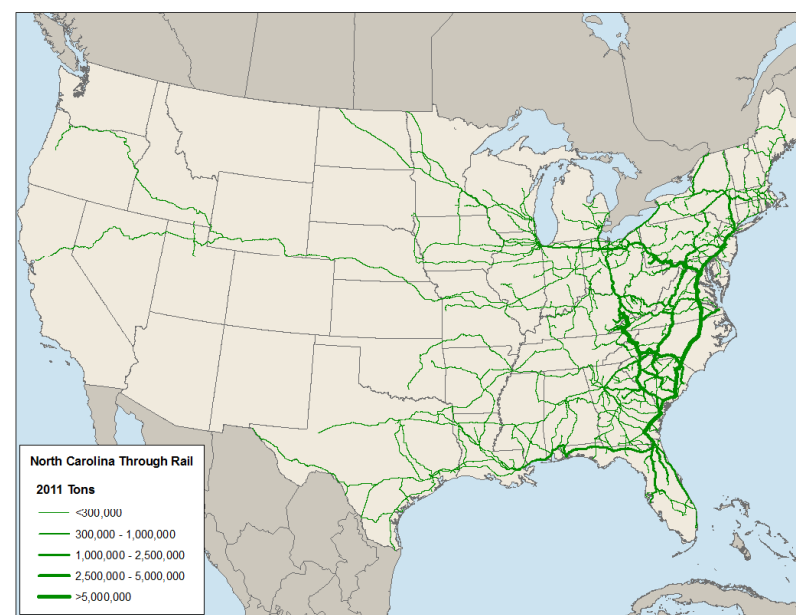 North Carolina Through Rail
2011 Tons
<300,000
300,000 - 1,000,000
1,000,000 - 2,500,000
2,500,000 - 5,000,000
>5,000,000